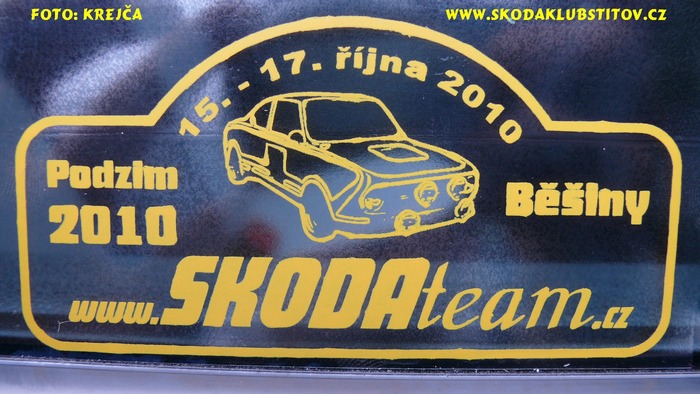 FOTO: KREJČA
WWW.SKODAKLUBSTITOV.CZ
15. - 17. října 2010
Podzim
2010
Běšiny
www.SKODAteam.cz